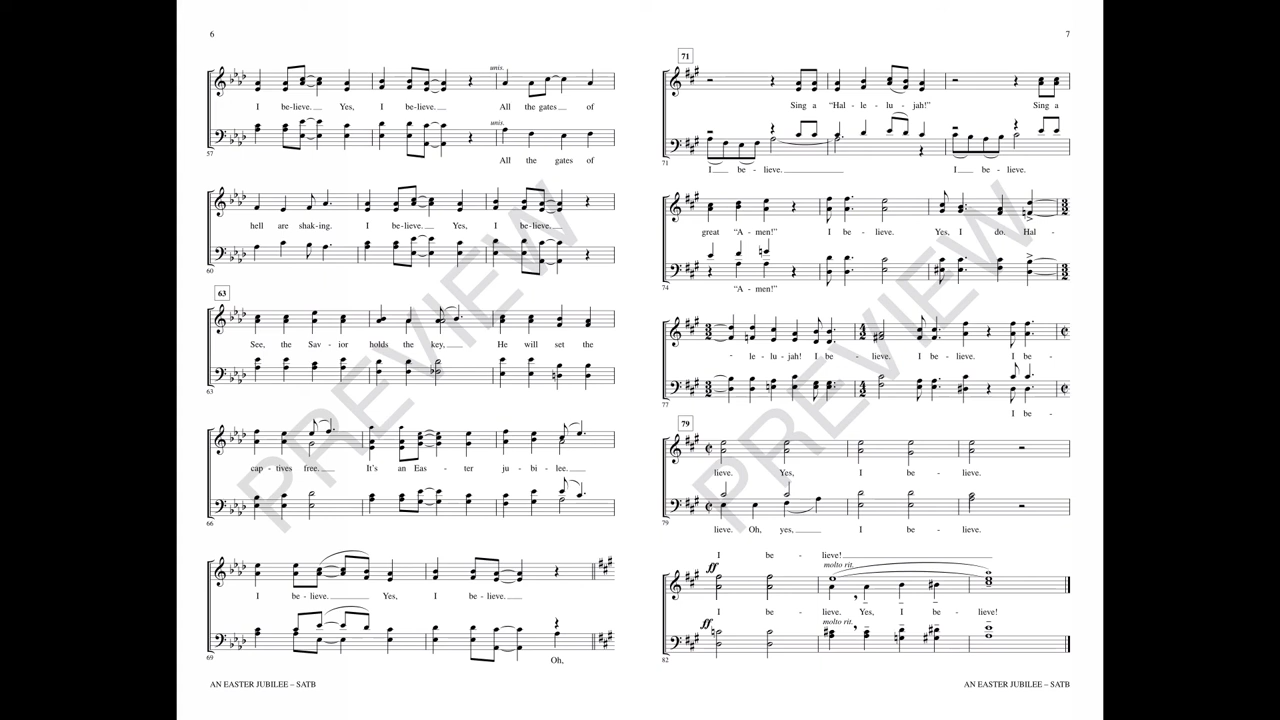 6
unis.
I be-lieve. Yes, I be-lieve. All the gates of
unis.
57
All the gates of
hell are shak-ing. I be-lieve. Yes, I be-lieve.
60
63
See, the Sav - ior holds the key, He will set the
63
cap - tives free. It's an Eas - ter ju - bi - lee.
66
I be - lieve. Yes, I be - lieve.
69
Oh,
AN EASTER JUBILEE – SATB
7
71
Sing a “Hal - le - lu - jah!” Sing a
71
I be - lieve. I be - lieve.
great “A - men!” I be - lieve. Yes, I do. Hal -
74
“A - men!”
- le - lu - jah! I be - lieve. I be - lieve. I be -
77
I be -
79
lieve. Yes, I be - lieve.
79
lieve. Oh, yes, I be - lieve.
I be - lieve!
ff molto rit.
I be - lieve. Yes, I be - lieve!
ff molto rit.
82
AN EASTER JUBILEE – SATB
PREVIEW
PREVIEW